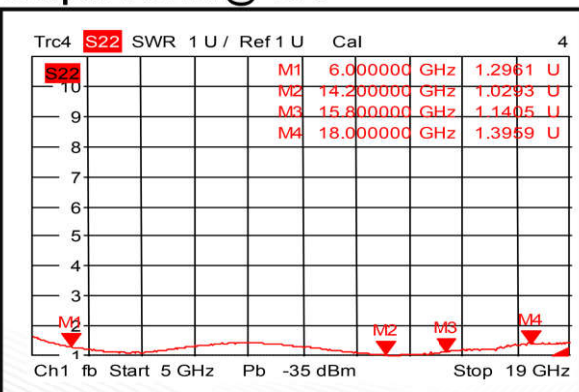 Trc4 S22 SWR 1 U / Ref 1 U Cal 4
S22
M1 6.000000 GHz 1.2961 U
10
M2 14.200000 GHz 1.0293 U
9
M3 15.800000 GHz 1.1405 U
M4 18.000000 GHz 1.3959 U
8
7
6
5
4
3
2
M1
M2
M3
M4
1
Ch1 fb Start 5 GHz Pb -35 dBm Stop 19 GHz